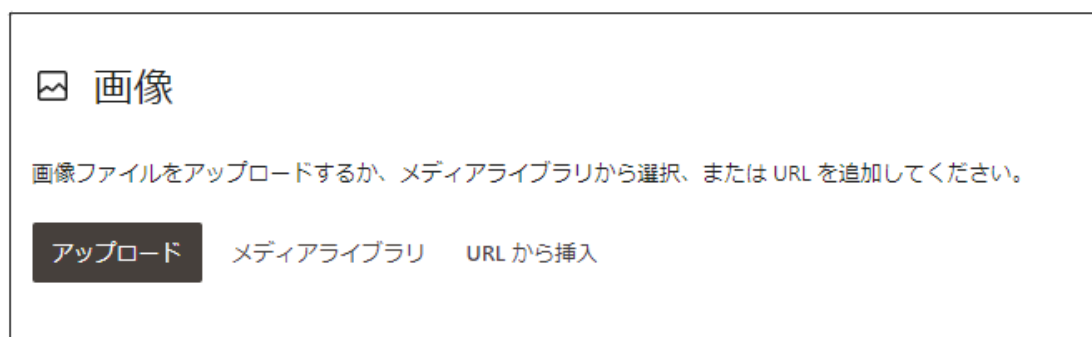 画像
画像ファイルをアップロードするか、メディアライブラリから選択、または URL を追加してください。
アップロード メディアライブラリ URL から挿入